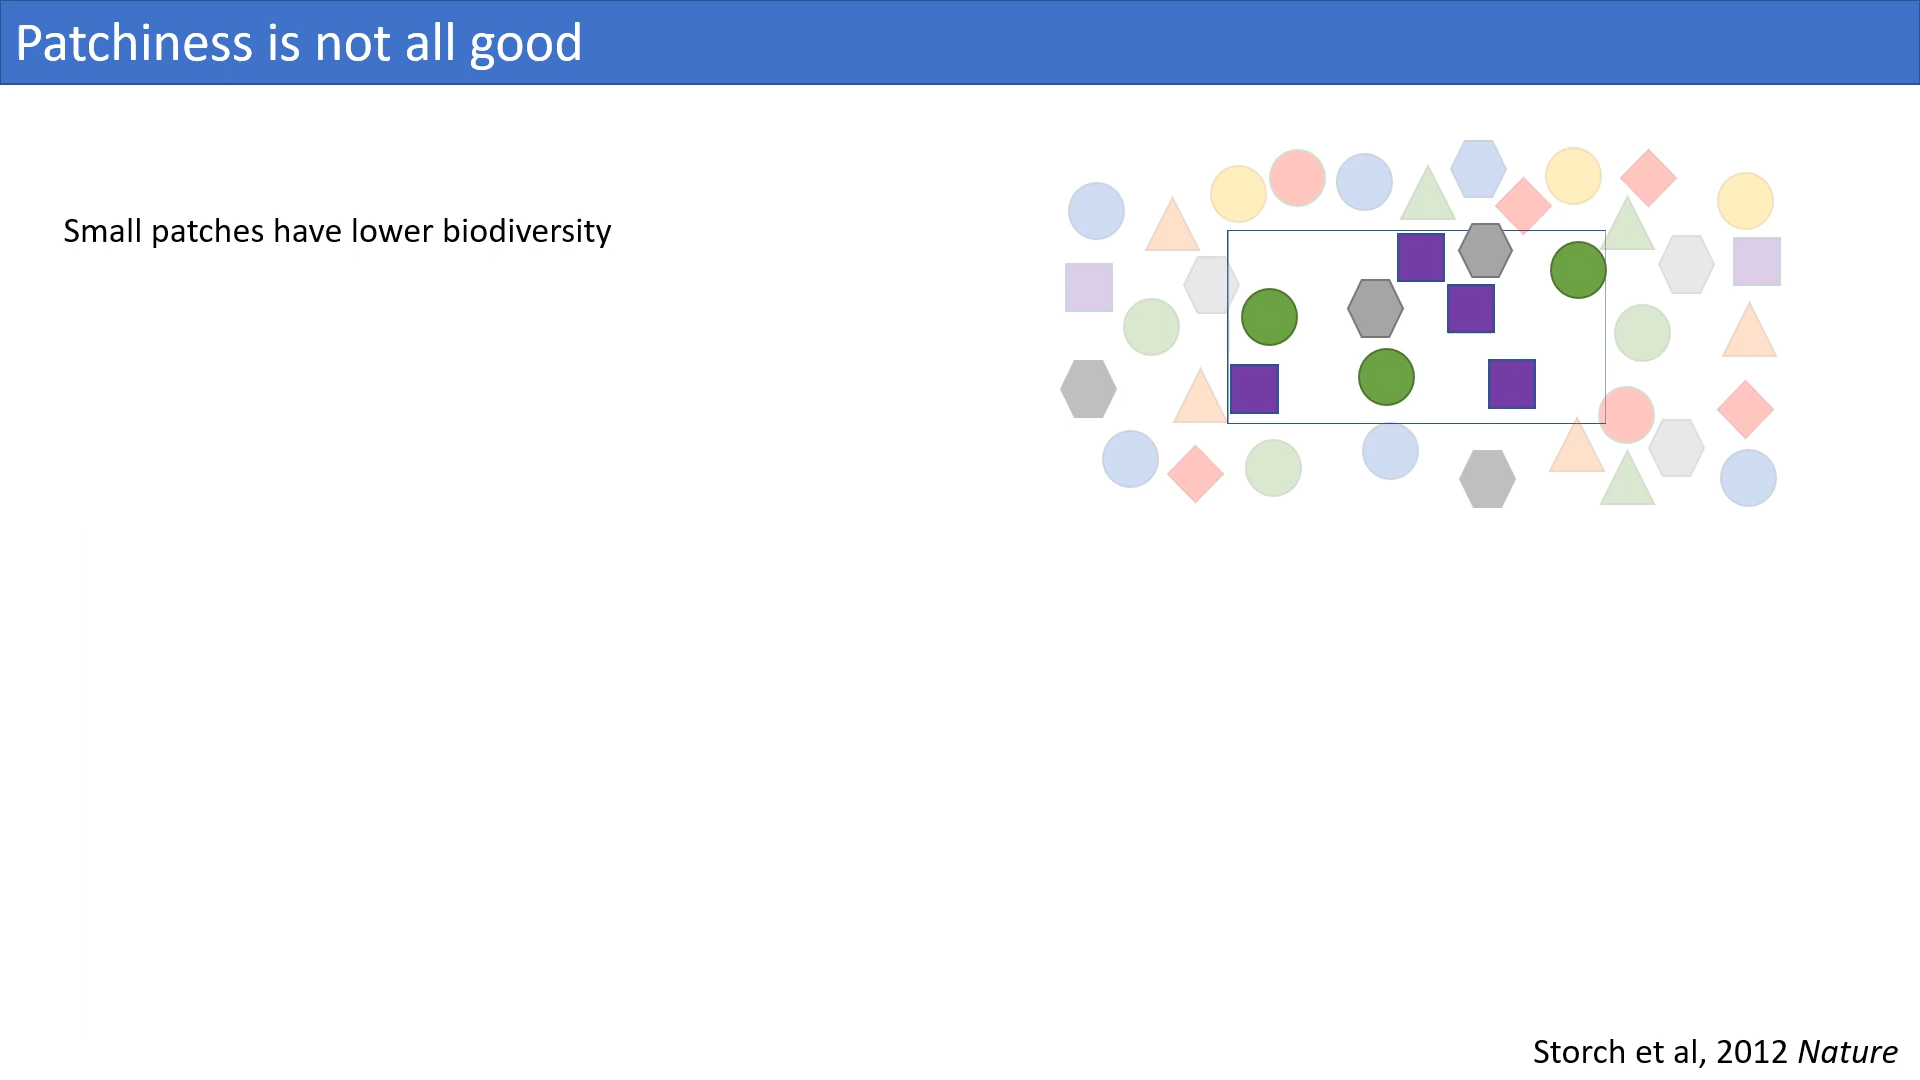 Patchiness is not all good
Small patches have lower biodiversity
Storch et al, 2012 Nature